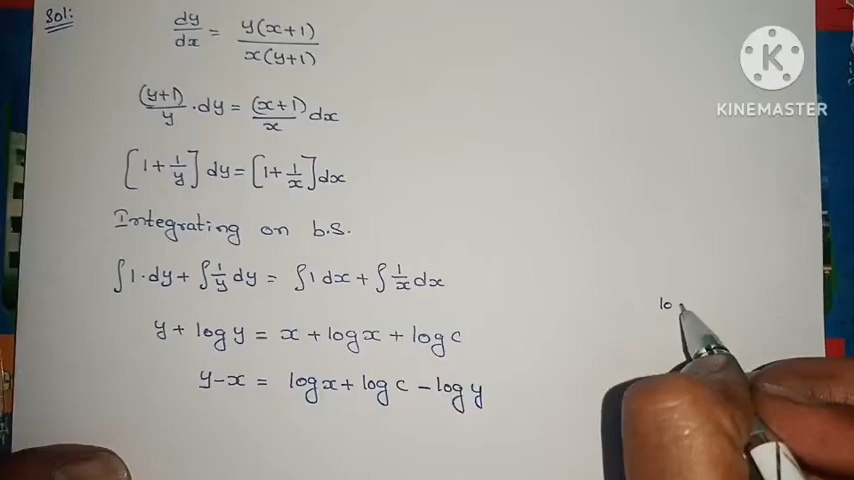 Sol:
dy/dx = y(x+1)/x(y+1)
(y+1)/y · dy = (x+1)/x dx
[1 + 1/y] dy = [1 + 1/x] dx
Integrating on b.s.
∫1·dy + ∫1/y dy = ∫1 dx + ∫1/x dx
y + log y = x + log x + log c
y - x = log x + log c - log y
lo
K
KINEMASTER